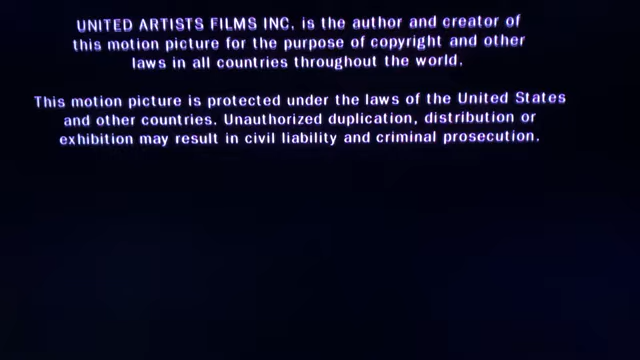 UNITED ARTISTS FILMS INC. is the author and creator of
this motion picture for the purpose of copyright and other
laws in all countries throughout the world.
This motion picture is protected under the laws of the United States
and other countries. Unauthorized duplication, distribution or
exhibition may result in civil liability and criminal prosecution.